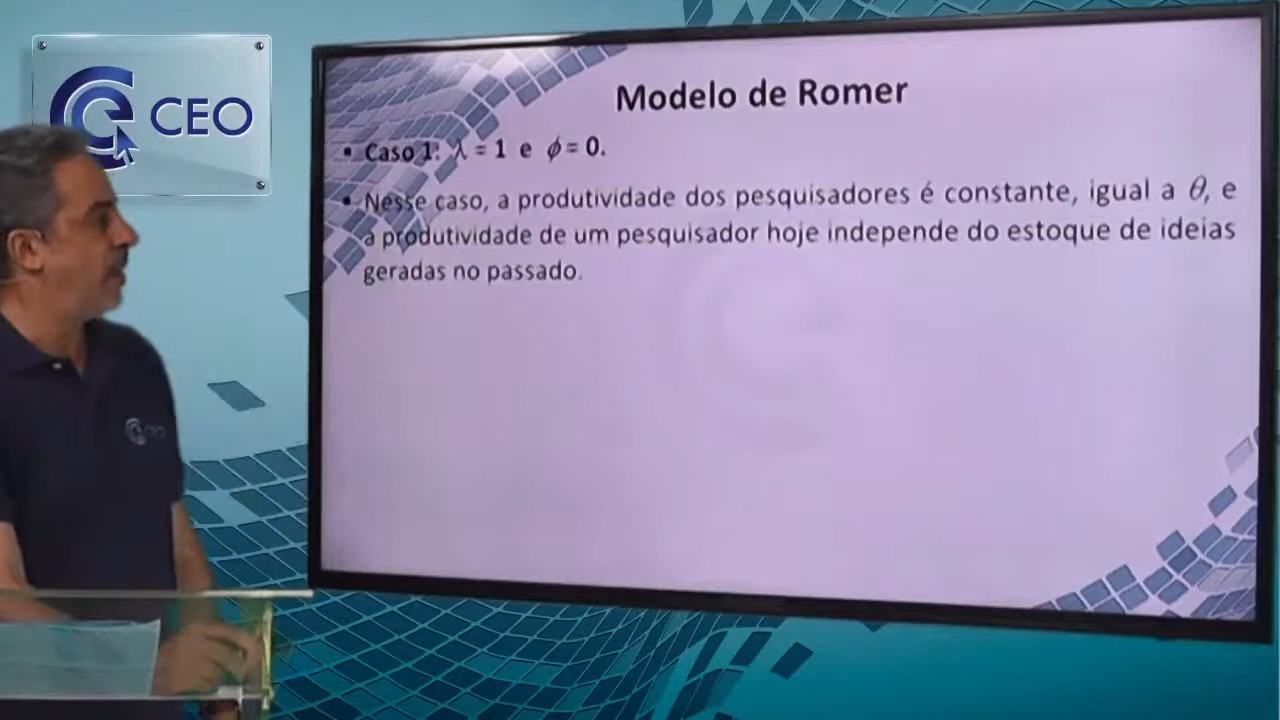 CEO
Modelo de Romer
• Caso 1: λ = 1 e ϕ = 0.
• Nesse caso, a produtividade dos pesquisadores é constante, igual a θ, e
a produtividade de um pesquisador hoje independe do estoque de ideias
geradas no passado.